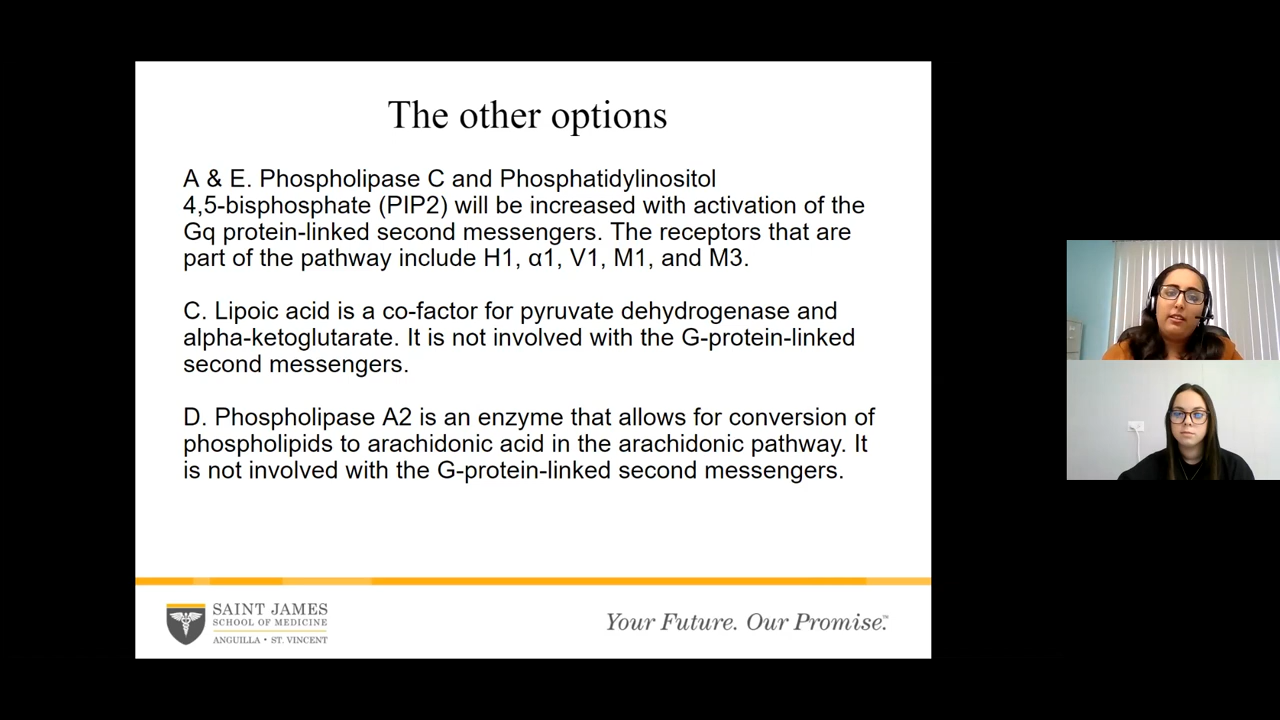 The other options
A & E. Phospholipase C and Phosphatidylinositol
4,5-bisphosphate (PIP2) will be increased with activation of the
Gq protein-linked second messengers. The receptors that are
part of the pathway include H1, α1, V1, M1, and M3.
C. Lipoic acid is a co-factor for pyruvate dehydrogenase and
alpha-ketoglutarate. It is not involved with the G-protein-linked
second messengers.
D. Phospholipase A2 is an enzyme that allows for conversion of
phospholipids to arachidonic acid in the arachidonic pathway. It
is not involved with the G-protein-linked second messengers.
SAINT JAMES
SCHOOL OF MEDICINE
ANGUILLA • ST. VINCENT
Your Future. Our Promise.™